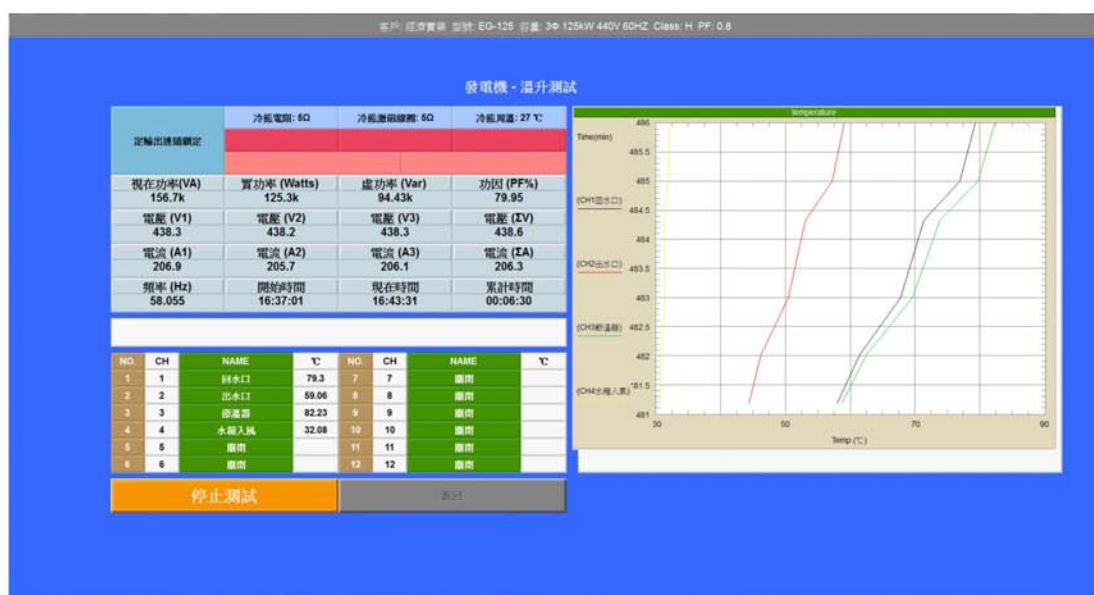 客戶: 經濟實業 型號: EG-125 容量: 3Φ 125kW 440V 60HZ Class: H PF: 0.8
發電機 - 溫升測試
定輸出連續鎖定
冷態電阻: 5Ω 冷態激磁線圈: 5Ω 冷態周溫: 27 ℃
視在功率(VA) 實功率 (Watts) 虛功率 (Var) 功因 (PF%)
156.7k 125.3k 94.43k 79.95
電壓 (V1) 電壓 (V2) 電壓 (V3) 電壓 (ΣV)
438.3 438.2 438.3 438.6
電流 (A1) 電流 (A2) 電流 (A3) 電流 (ΣA)
206.9 205.7 206.1 206.3
頻率 (Hz) 開始時間 現在時間 累計時間
58.055 16:37:01 16:43:31 00:06:30
NO. CH NAME ℃ NO. CH NAME ℃
1 1 回水口 79.3 7 7 關閉
2 2 出水口 59.06 8 8 關閉
3 3 節溫器 82.23 9 9 關閉
4 4 水箱入風 32.08 10 10 關閉
5 5 關閉 11 11 關閉
6 6 關閉 12 12 關閉
停止測試 返回
temperature
Time(min)
(CH1回水口)
(CH2出水口)
(CH3節溫器)
(CH4水箱入風)
486
485.5
485
484.5
484
483.5
483
482.5
482
481.5
481
30 50 60 70 80 90
Temp.(℃)